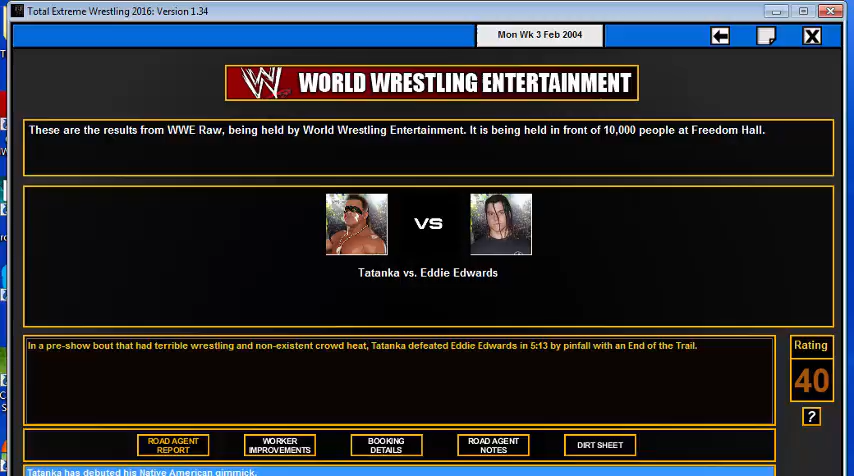 Total Extreme Wrestling 2016: Version 1.34
Mon Wk 3 Feb 2004
W WORLD WRESTLING ENTERTAINMENT
These are the results from WWE Raw, being held by World Wrestling Entertainment. It is being held in front of 10,000 people at Freedom Hall.
VS
Tatanka vs. Eddie Edwards
In a pre-show bout that had terrible wrestling and non-existent crowd heat, Tatanka defeated Eddie Edwards in 5:13 by pinfall with an End of the Trail.
Rating
40
?
ROAD AGENT
REPORT
WORKER
IMPROVEMENTS
BOOKING
DETAILS
ROAD AGENT
NOTES
DIRT SHEET
Tatanka has debuted his Native American gimmick.